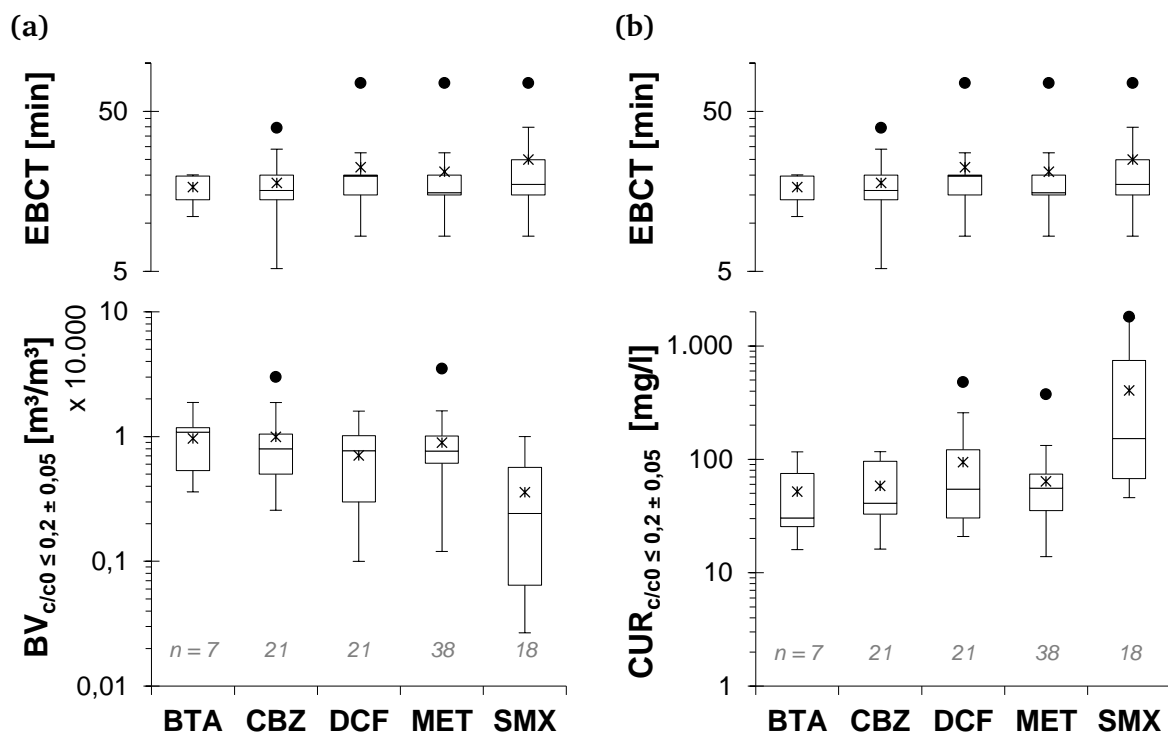 (a)
EBCT [min]
50
5
BV c/c0 ≤ 0,2 ± 0,05 [m³/m³]
x 10.000
10
1
0,1
0,01
n = 7 21 21 38 18
BTA CBZ DCF MET SMX
(b)
EBCT [min]
50
5
CUR c/c0 ≤ 0,2 ± 0,05 [mg/l]
1.000
100
10
1
n = 7 21 21 38 18
BTA CBZ DCF MET SMX